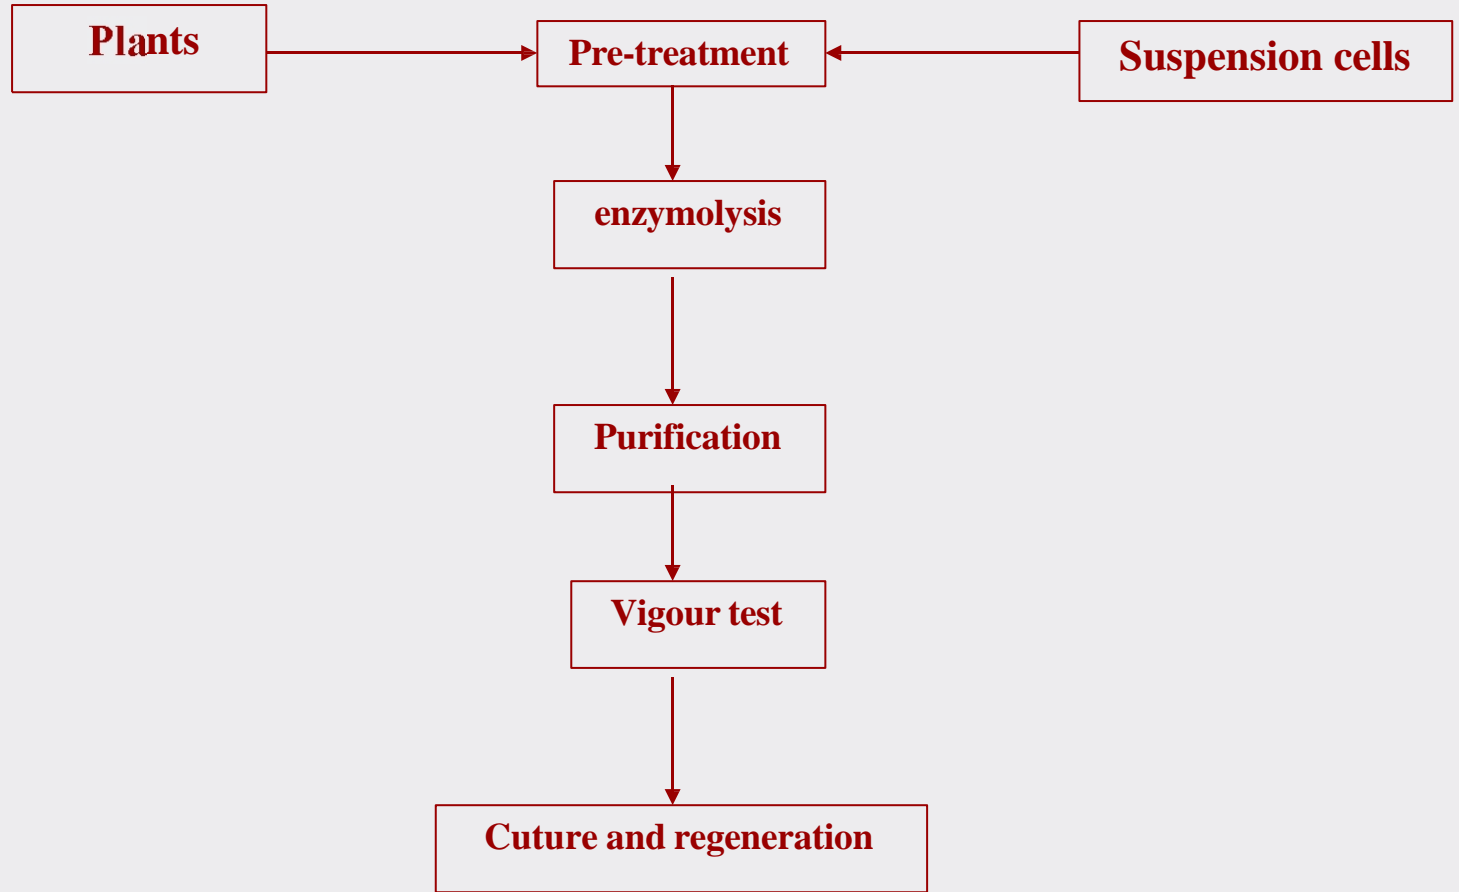 Plants
Pre-treatment
Suspension cells
enzymolysis
Purification
Vigour test
Cuture and regeneration